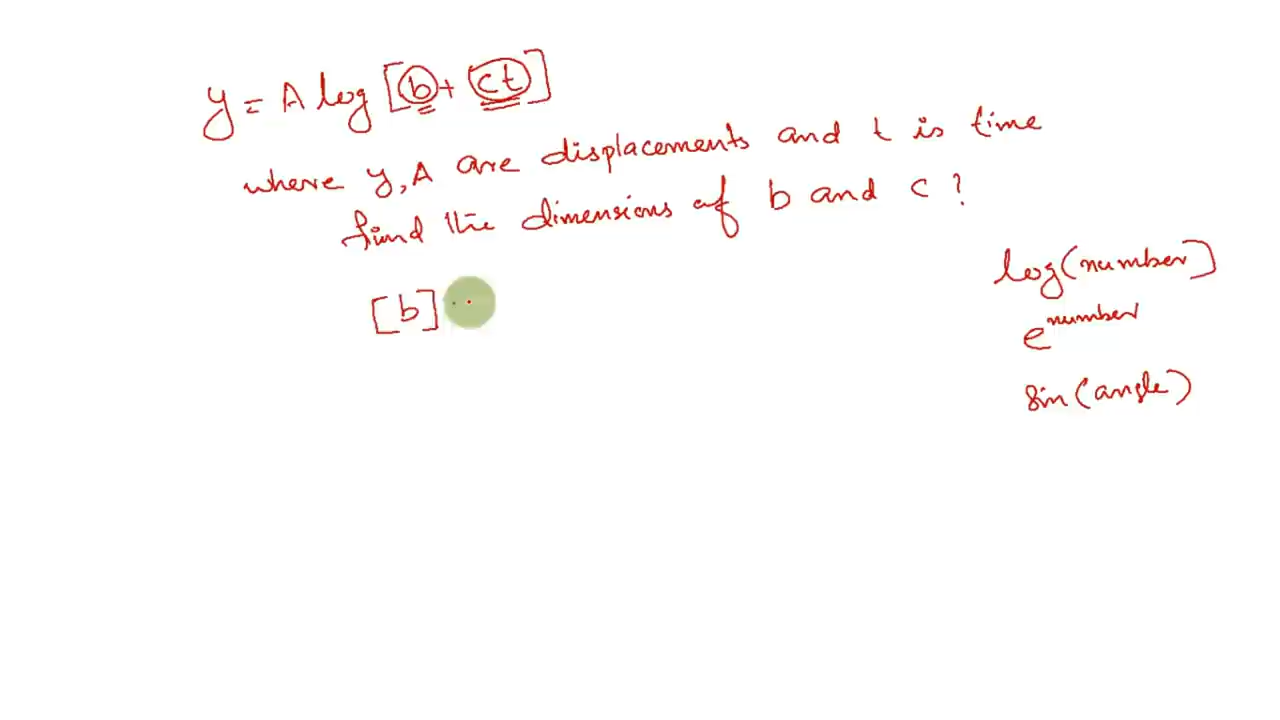 y = A log [b + ct]
where y, A are displacements and t is time
find the dimensions of b and c ?
log(number]
e^number
sin(angle)
[b]